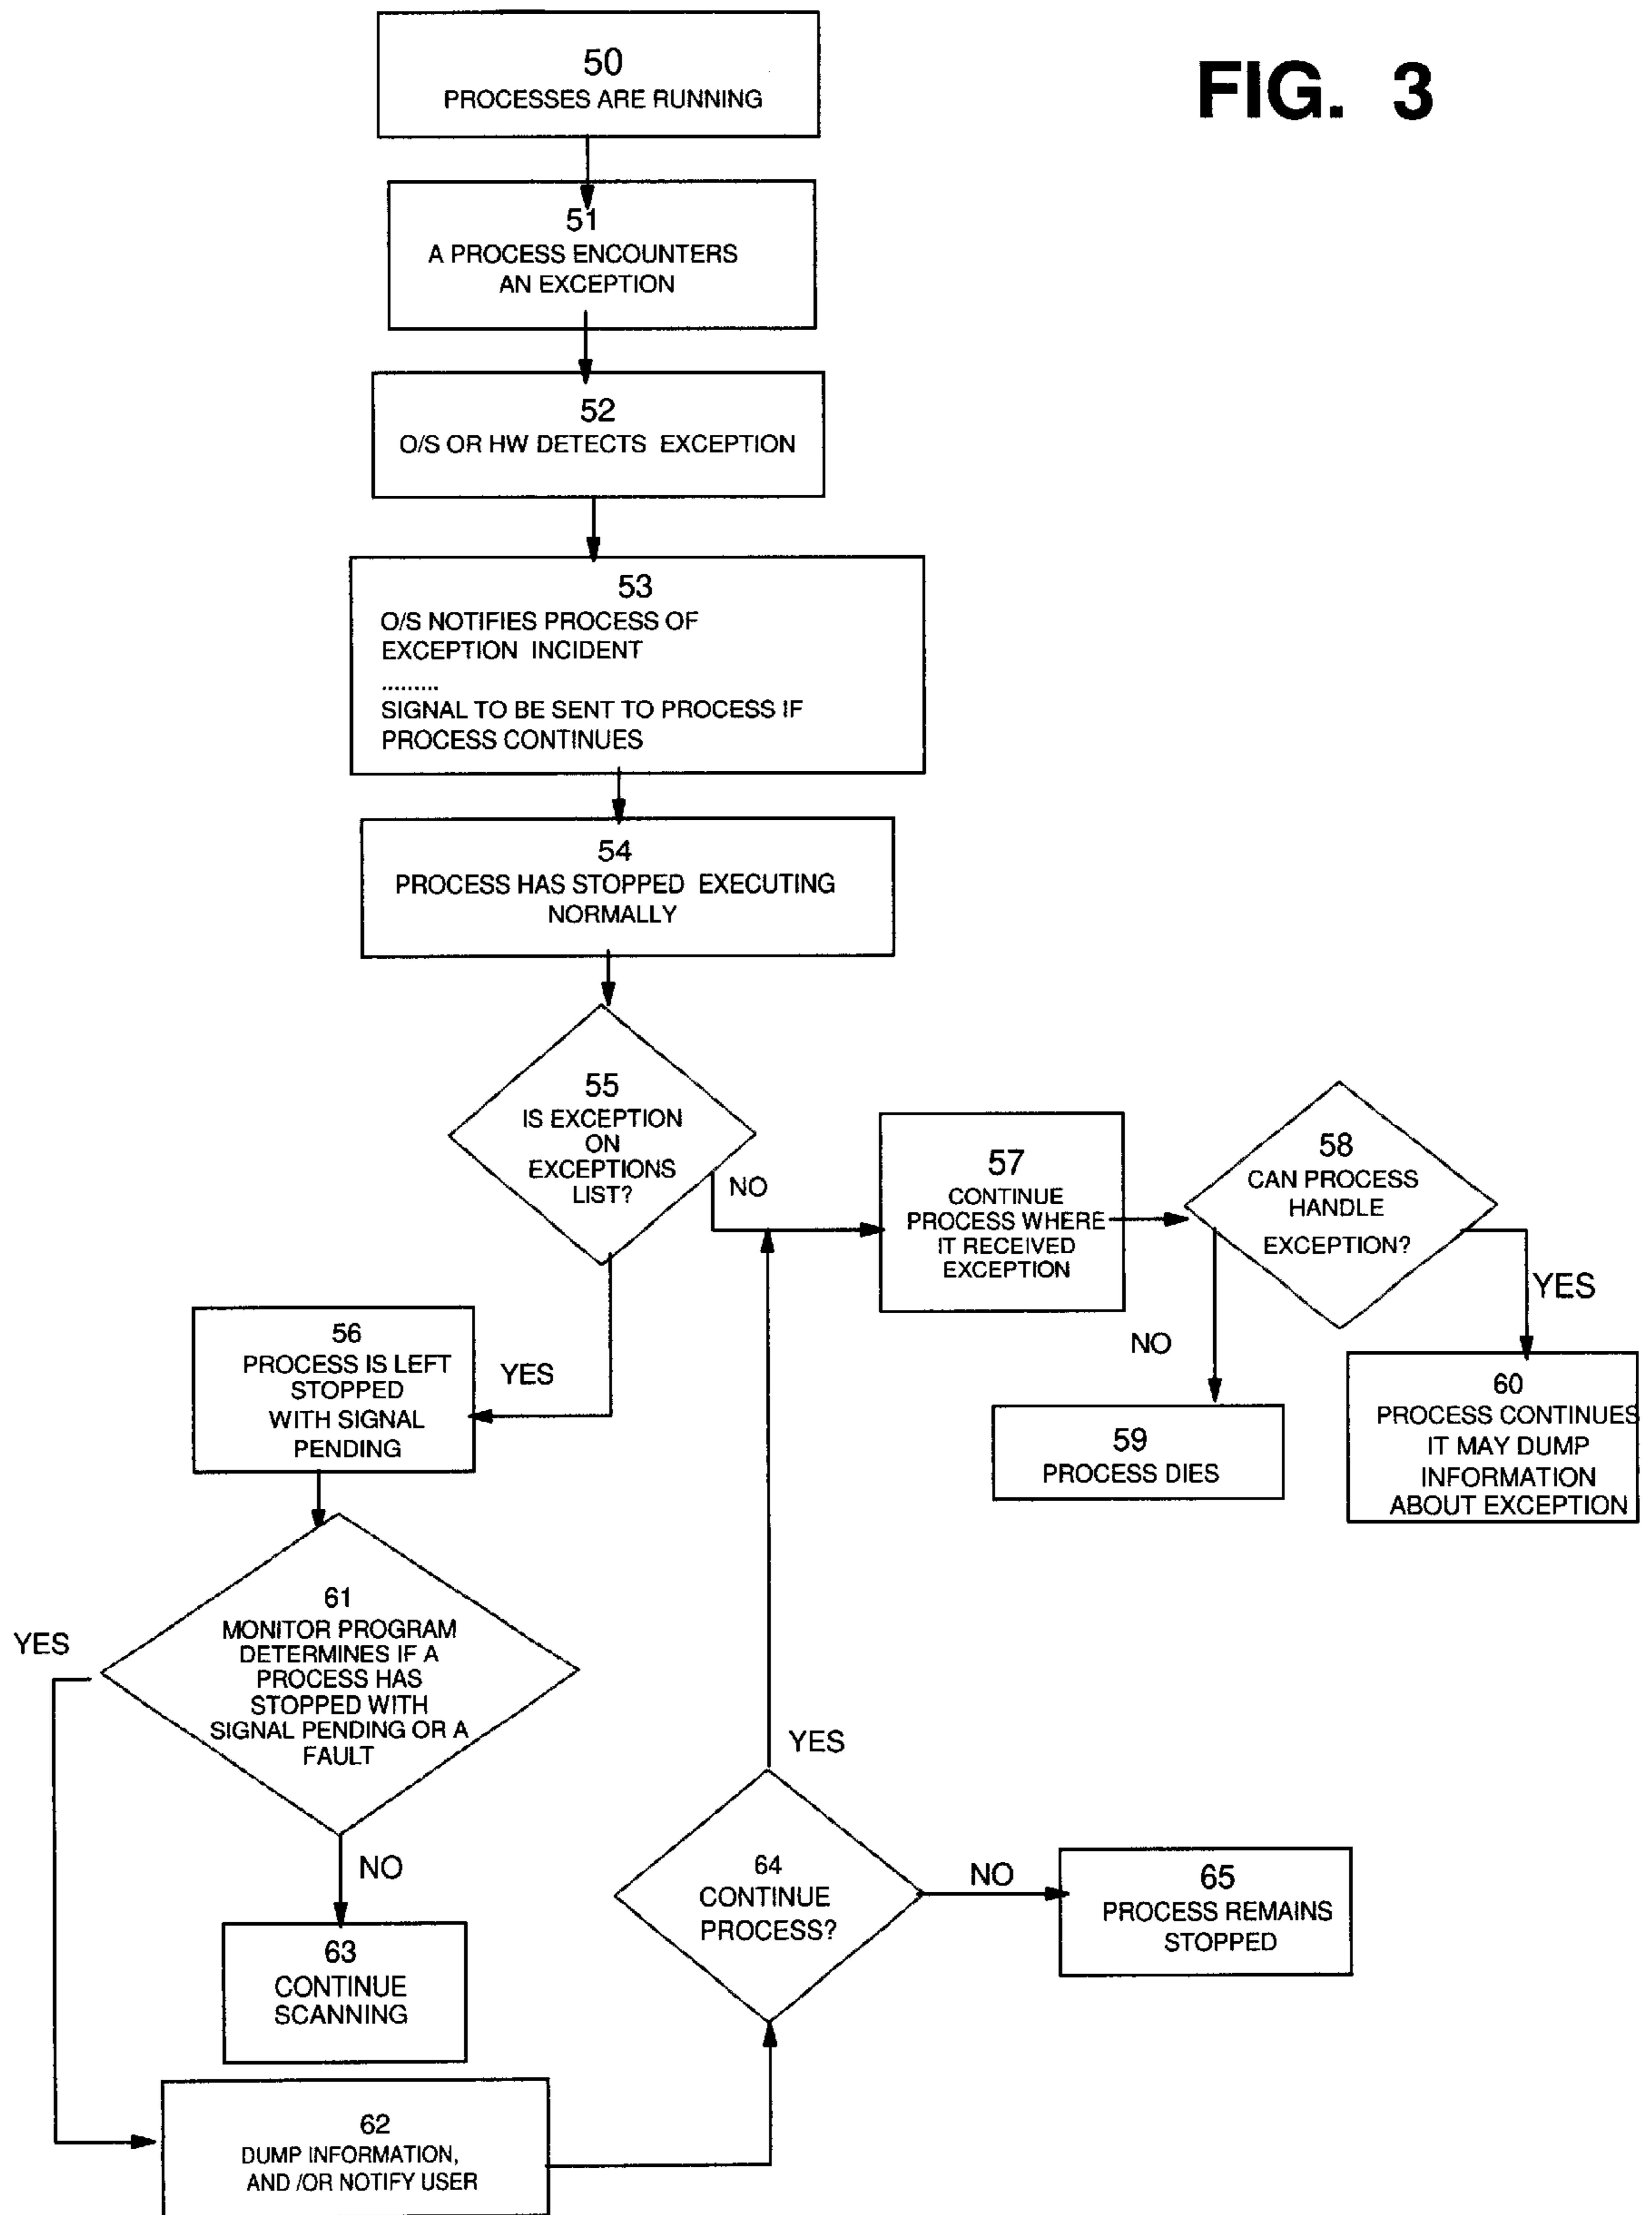 FIG. 3
50
PROCESSES ARE RUNNING
51
A PROCESS ENCOUNTERS
AN EXCEPTION
52
O/S OR HW DETECTS EXCEPTION
53
O/S NOTIFIES PROCESS OF
EXCEPTION INCIDENT
.........
SIGNAL TO BE SENT TO PROCESS IF
PROCESS CONTINUES
54
PROCESS HAS STOPPED EXECUTING
NORMALLY
55
IS EXCEPTION
ON
EXCEPTIONS
LIST?
NO
57
CONTINUE
PROCESS WHERE
IT RECEIVED
EXCEPTION
58
CAN PROCESS
HANDLE
EXCEPTION?
YES
NO
59
PROCESS DIES
60
PROCESS CONTINUES
IT MAY DUMP
INFORMATION
ABOUT EXCEPTION
YES
56
PROCESS IS LEFT
STOPPED
WITH SIGNAL
PENDING
61
MONITOR PROGRAM
DETERMINES IF A
PROCESS HAS
STOPPED WITH
SIGNAL PENDING OR A
FAULT
YES
NO
63
CONTINUE
SCANNING
62
DUMP INFORMATION,
AND /OR NOTIFY USER
YES
64
CONTINUE
PROCESS?
NO
65
PROCESS REMAINS
STOPPED